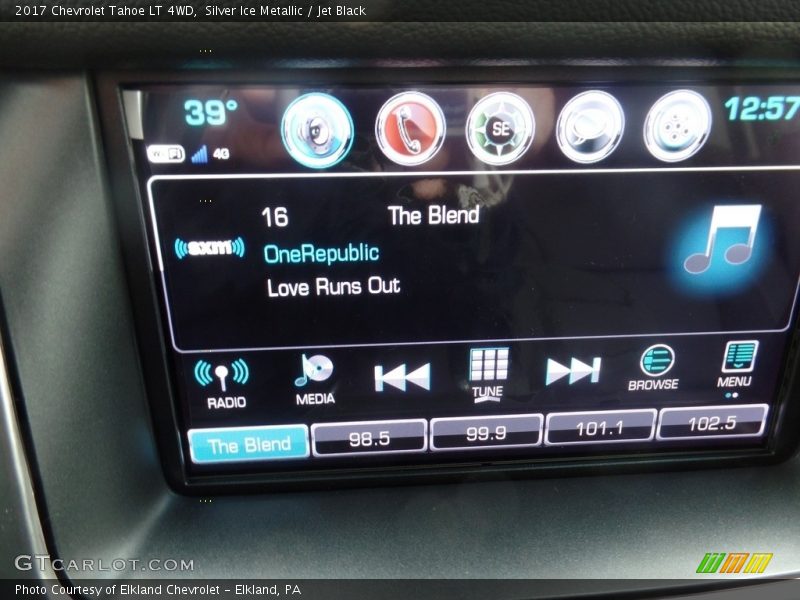 2017 Chevrolet Tahoe LT 4WD, Silver Ice Metallic / Jet Black
39° SE 12:57
Wi Fi 4G
16 The Blend
((sxm))
OneRepublic
Love Runs Out
RADIO MEDIA TUNE BROWSE MENU
The Blend 98.5 99.9 101.1 102.5
GTCARLOT.COM
Photo Courtesy of Elkland Chevrolet - Elkland, PA